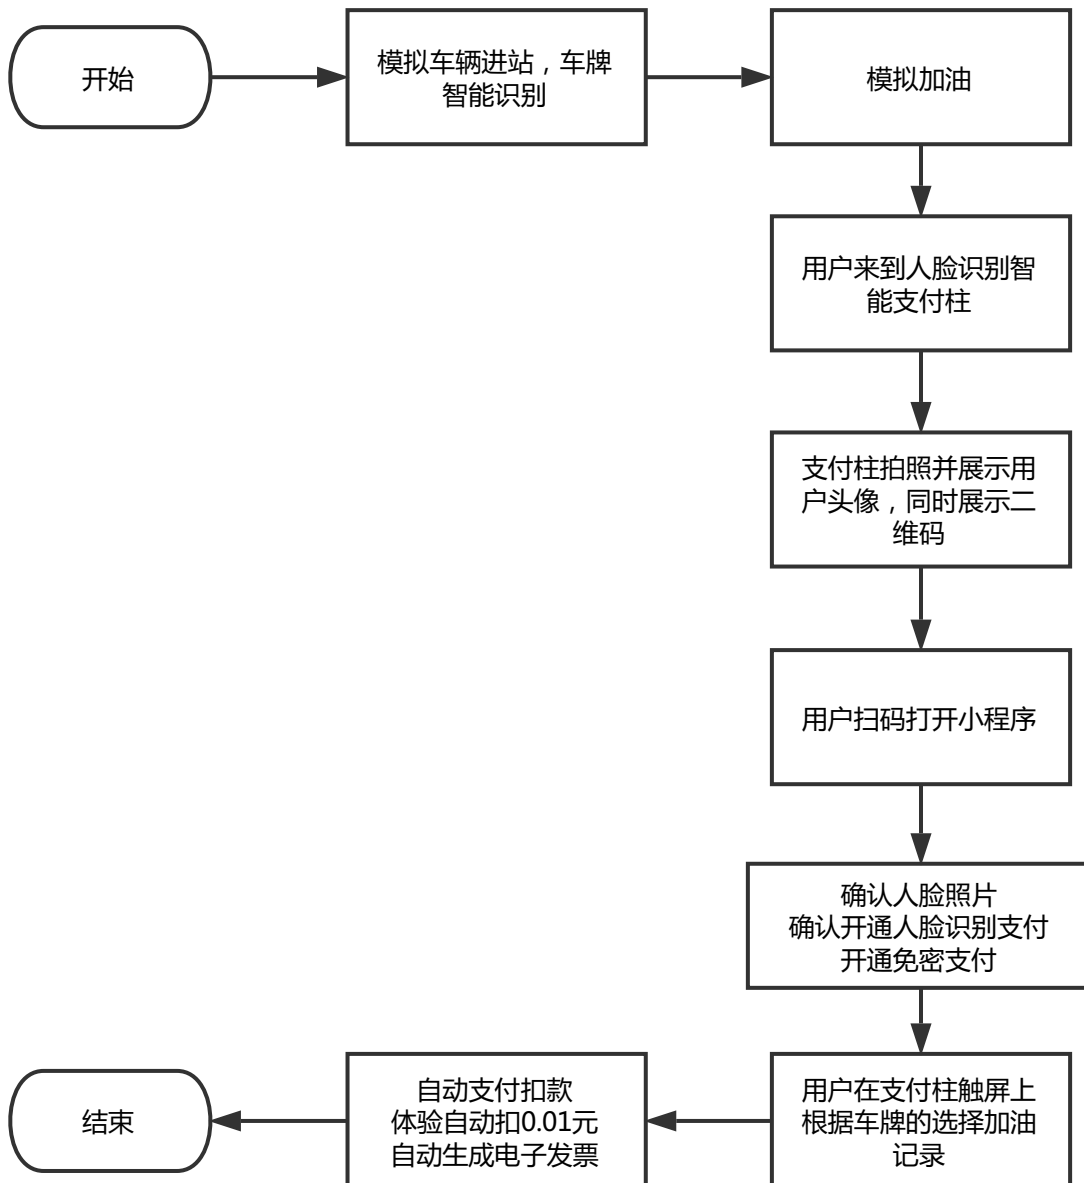 开始
模拟车辆进站，车牌
智能识别
模拟加油
用户来到人脸识别智
能支付柱
支付柱拍照并展示用
户头像，同时展示二
维码
用户扫码打开小程序
确认人脸照片
确认开通人脸识别支付
开通免密支付
用户在支付柱触屏上
根据车牌的选择加油
记录
自动支付扣款
体验自动扣0.01元
自动生成电子发票
结束